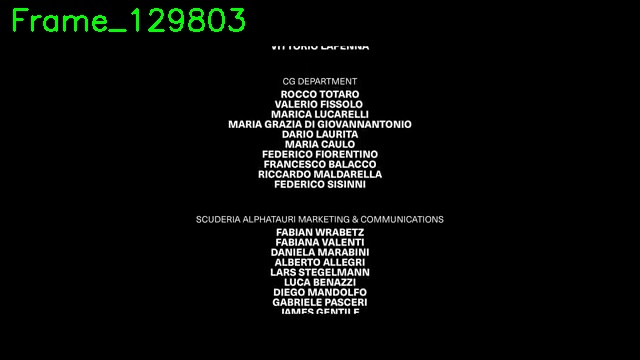 Frame_129803
VITTORIO LAPENNA
CG DEPARTMENT
ROCCO TOTARO
VALERIO FISSOLO
MARICA LUCARELLI
MARIA GRAZIA DI GIOVANNANTONIO
DARIO LAURITA
MARIA CAULO
FEDERICO FIORENTINO
FRANCESCO BALACCO
RICCARDO MALDARELLA
FEDERICO SISINNI
SCUDERIA ALPHATAURI MARKETING & COMMUNICATIONS
FABIAN WRABETZ
FABIANA VALENTI
DANIELA MARABINI
ALBERTO ALLEGRI
LARS STEGELMANN
LUCA BENAZZI
DIEGO MANDOLFO
GABRIELE PASCERI
JAMES GENTILE